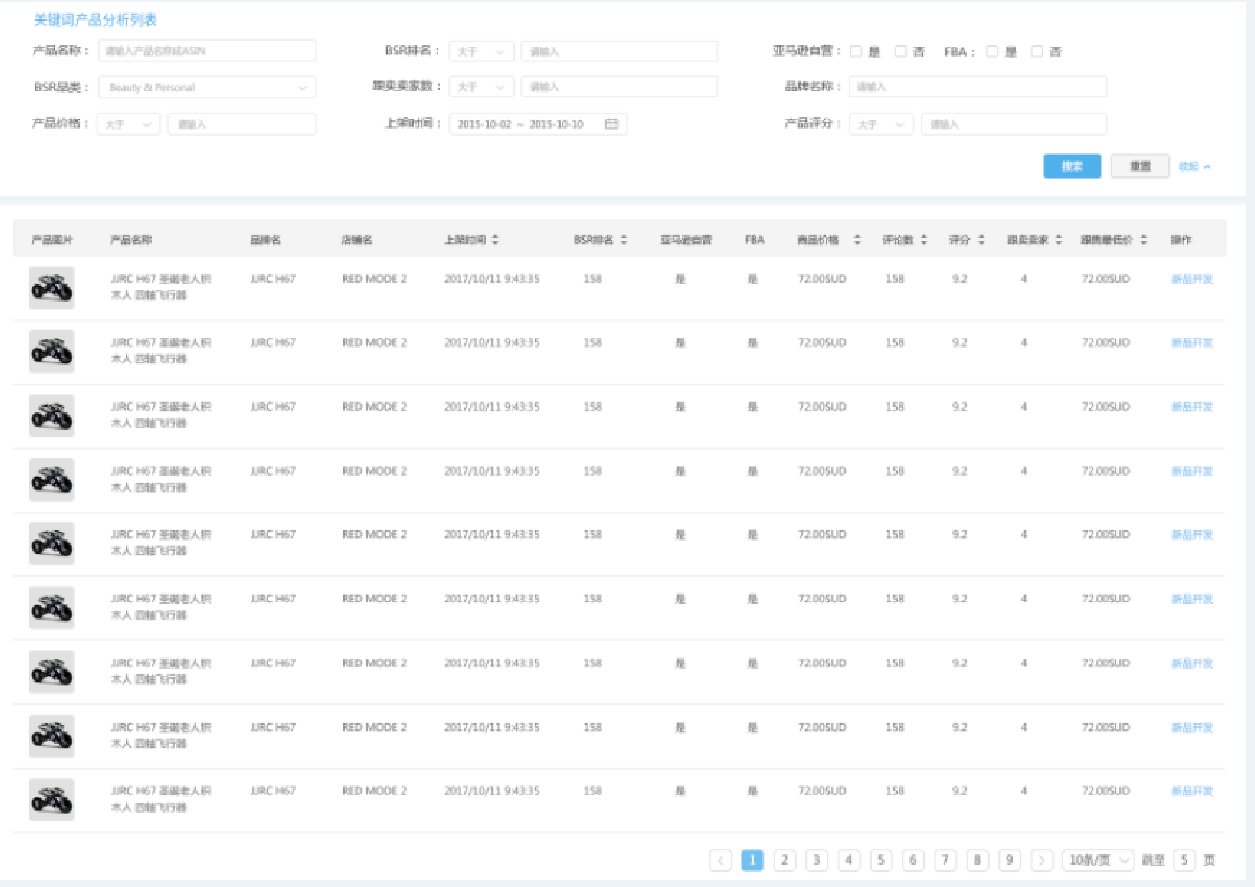 关键词产品分析列表
产品名称： 请输入产品名称或ASIN BSR排名： 大于 请输入 亚马逊自营： 是 否 FBA： 是 否
BSR品类： Beauty & Personal 跟卖卖家数： 大于 请输入 品牌名称： 请输入
产品价格： 大于 请输入 上架时间： 2015-10-02 ~ 2015-10-10 产品评分： 大于 请输入
搜索 重置 收起
产品图片 产品名称 品牌名 店铺名 上架时间 BSR排名 亚马逊自营 FBA 商品价格 评论数 评分 跟卖卖家 跟售最低价 操作
JJRC H67 圣诞老人积 JJRC H67 RED MODE 2 2017/10/11 9:43:35 158 是 是 72.00SUD 158 9.2 4 72.00SUD 新品开发
木人 四轴飞行器
JJRC H67 圣诞老人积 JJRC H67 RED MODE 2 2017/10/11 9:43:35 158 是 是 72.00SUD 158 9.2 4 72.00SUD 新品开发
木人 四轴飞行器
JJRC H67 圣诞老人积 JJRC H67 RED MODE 2 2017/10/11 9:43:35 158 是 是 72.00SUD 158 9.2 4 72.00SUD 新品开发
木人 四轴飞行器
JJRC H67 圣诞老人积 JJRC H67 RED MODE 2 2017/10/11 9:43:35 158 是 是 72.00SUD 158 9.2 4 72.00SUD 新品开发
木人 四轴飞行器
JJRC H67 圣诞老人积 JJRC H67 RED MODE 2 2017/10/11 9:43:35 158 是 是 72.00SUD 158 9.2 4 72.00SUD 新品开发
木人 四轴飞行器
JJRC H67 圣诞老人积 JJRC H67 RED MODE 2 2017/10/11 9:43:35 158 是 是 72.00SUD 158 9.2 4 72.00SUD 新品开发
木人 四轴飞行器
JJRC H67 圣诞老人积 JJRC H67 RED MODE 2 2017/10/11 9:43:35 158 是 是 72.00SUD 158 9.2 4 72.00SUD 新品开发
木人 四轴飞行器
JJRC H67 圣诞老人积 JJRC H67 RED MODE 2 2017/10/11 9:43:35 158 是 是 72.00SUD 158 9.2 4 72.00SUD 新品开发
木人 四轴飞行器
JJRC H67 圣诞老人积 JJRC H67 RED MODE 2 2017/10/11 9:43:35 158 是 是 72.00SUD 158 9.2 4 72.00SUD 新品开发
木人 四轴飞行器
< 1 2 3 4 5 6 7 8 9 > 10条/页 跳至 5 页